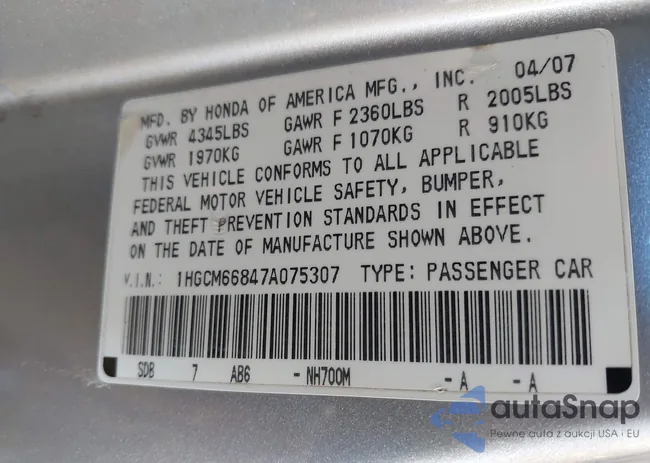 MFD. BY HONDA OF AMERICA MFG., INC. 04/07
GVWR 4345LBS GAWR F 2360LBS R 2005LBS
GVWR 1970KG GAWR F 1070KG R 910KG
THIS VEHICLE CONFORMS TO ALL APPLICABLE
FEDERAL MOTOR VEHICLE SAFETY, BUMPER,
AND THEFT PREVENTION STANDARDS IN EFFECT
ON THE DATE OF MANUFACTURE SHOWN ABOVE.
V.I.N.: 1HGCM66847A075307 TYPE: PASSENGER CAR
SDB 7 AB6 - NH700M - A - A
autaSnap
Pewne auta z aukcji USA i EU